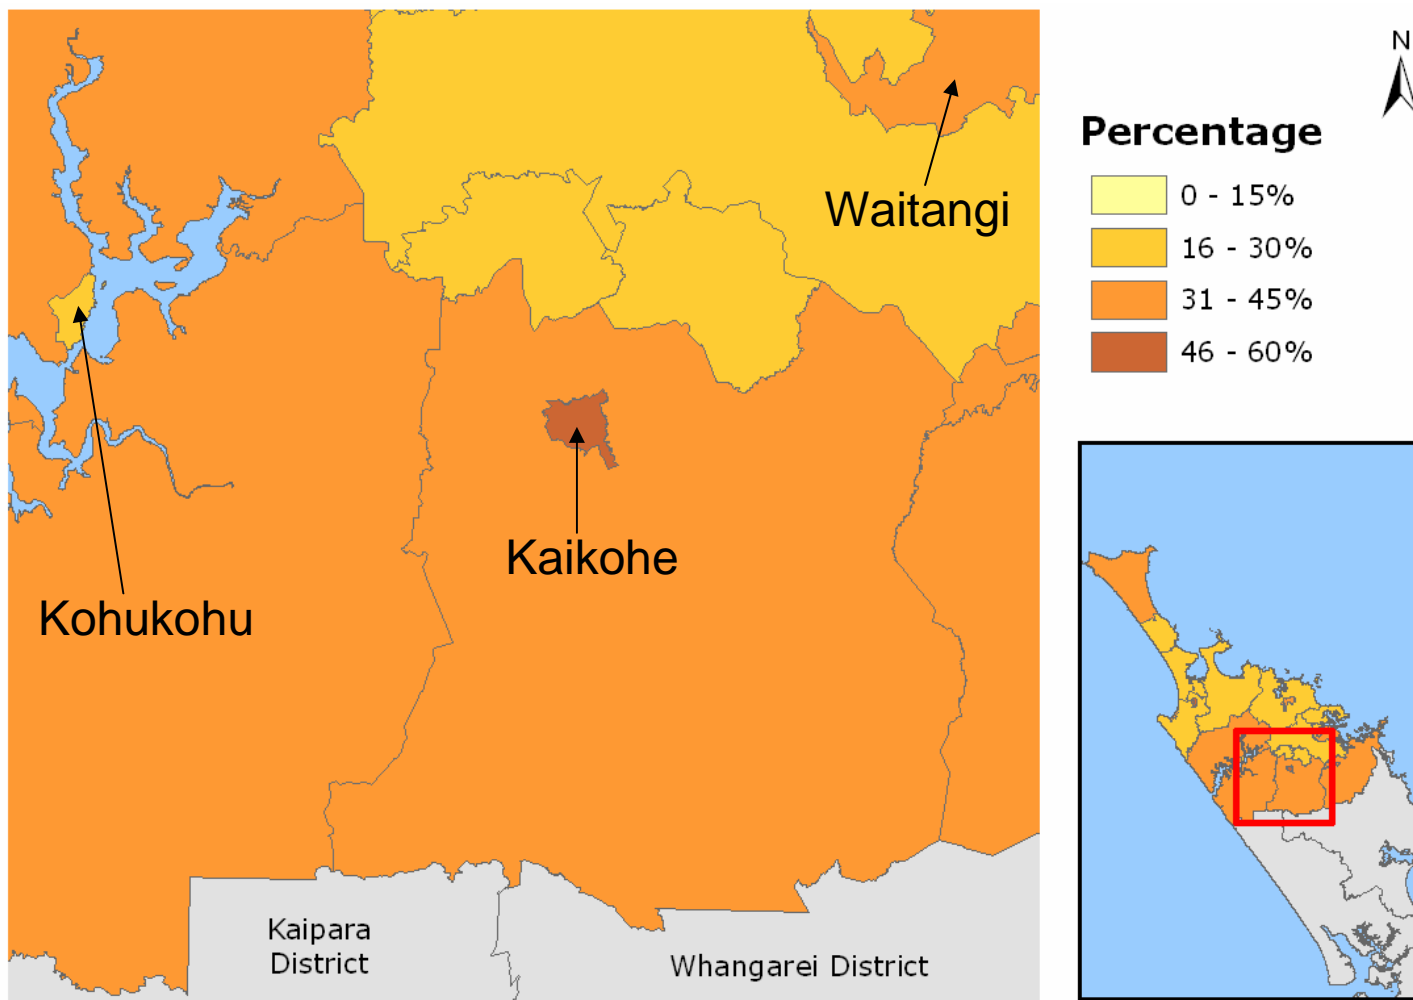 N
Percentage
0 - 15%
16 - 30%
31 - 45%
46 - 60%
Waitangi
Kaikohe
Kohukohu
Kaipara
District
Whangarei District